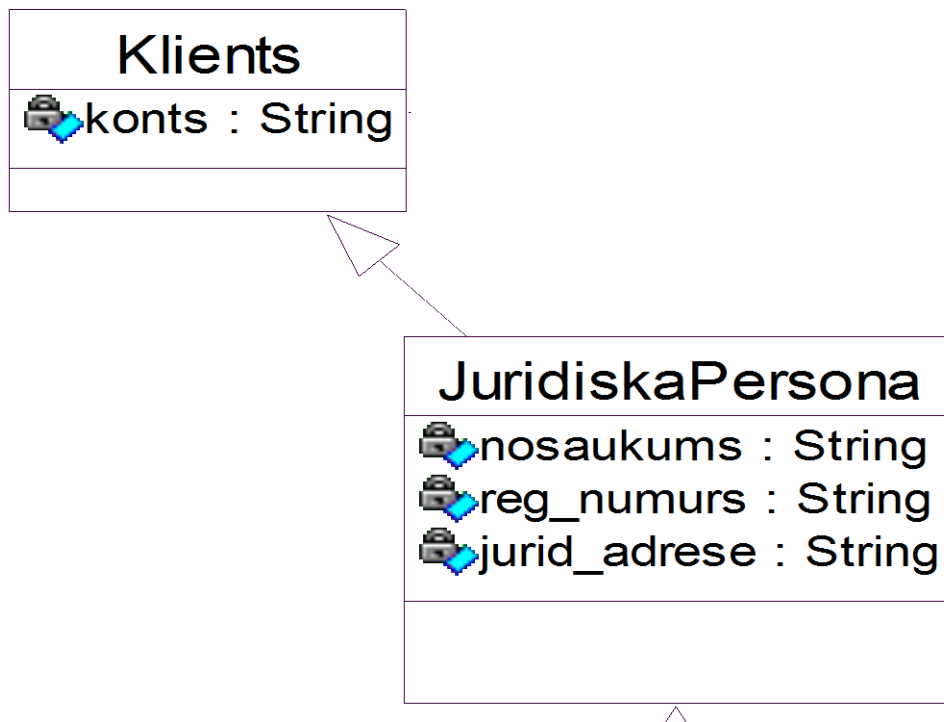 Klients
konts : String
JuridiskaPersona
nosaukums : String
reg_numurs : String
jurid_adrese : String